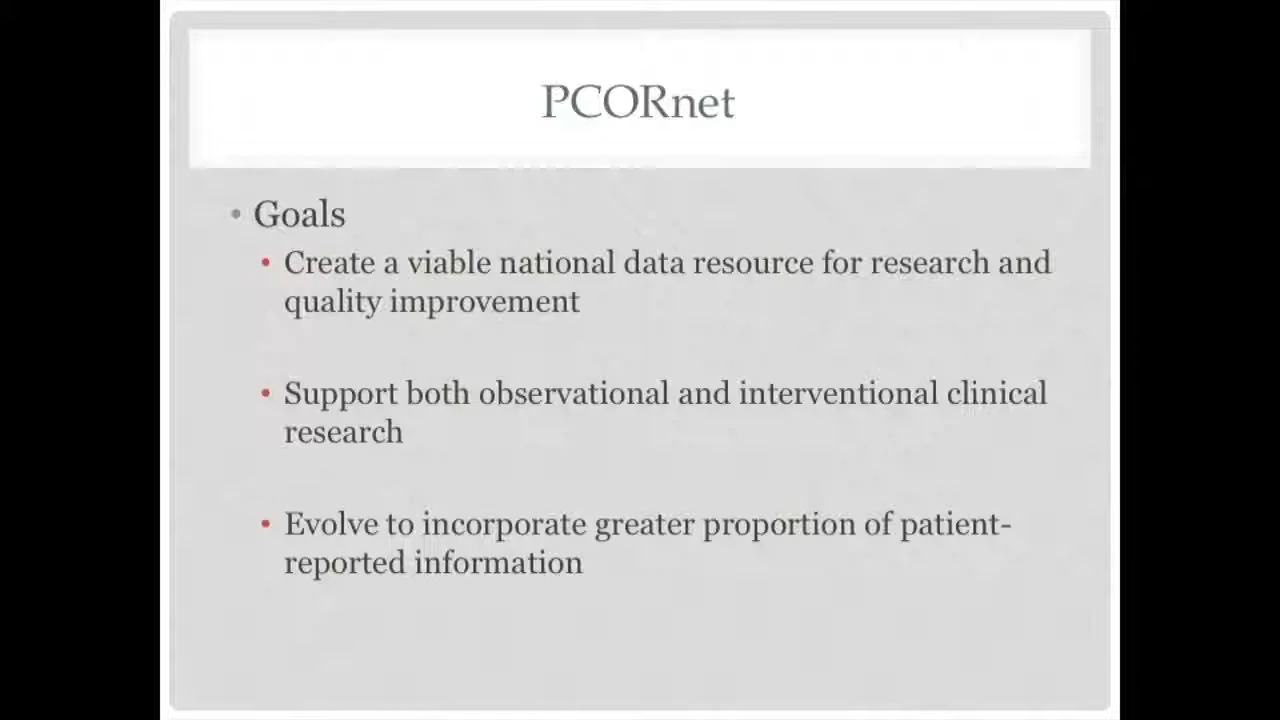 PCORnet
• Goals
• Create a viable national data resource for research and
quality improvement
• Support both observational and interventional clinical
research
• Evolve to incorporate greater proportion of patient-
reported information